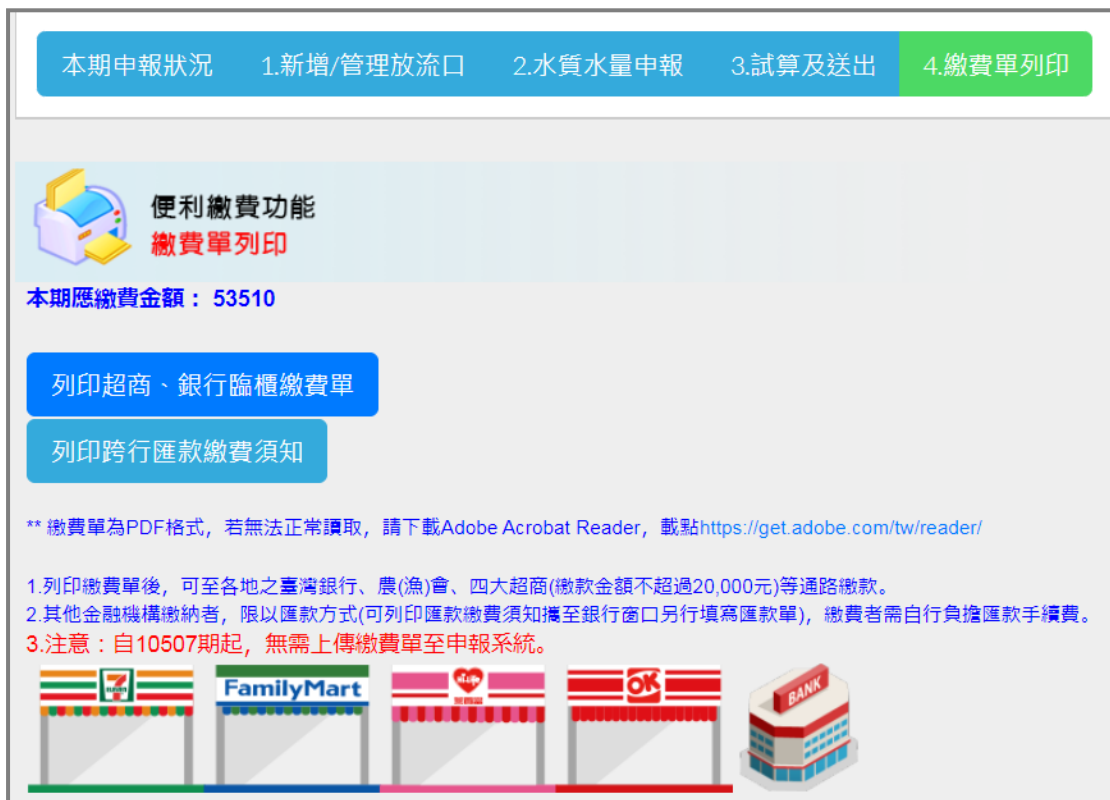 本期申報狀況 1.新增/管理放流口 2.水質水量申報 3.試算及送出 4.繳費單列印
便利繳費功能
繳費單列印
本期應繳費金額： 53510
列印超商、銀行臨櫃繳費單
列印跨行匯款繳費須知
** 繳費單為PDF格式，若無法正常讀取，請下載Adobe Acrobat Reader，載點https://get.adobe.com/tw/reader/
1.列印繳費單後，可至各地之臺灣銀行、農(漁)會、四大超商(繳款金額不超過20,000元)等通路繳款。
2.其他金融機構繳納者，限以匯款方式(可列印匯款繳費須知攜至銀行窗口另行填寫匯款單)，繳費者需自行負擔匯款手續費。
3.注意：自10507期起，無需上傳繳費單至申報系統。
7 ELEVEN FamilyMart OK BANK